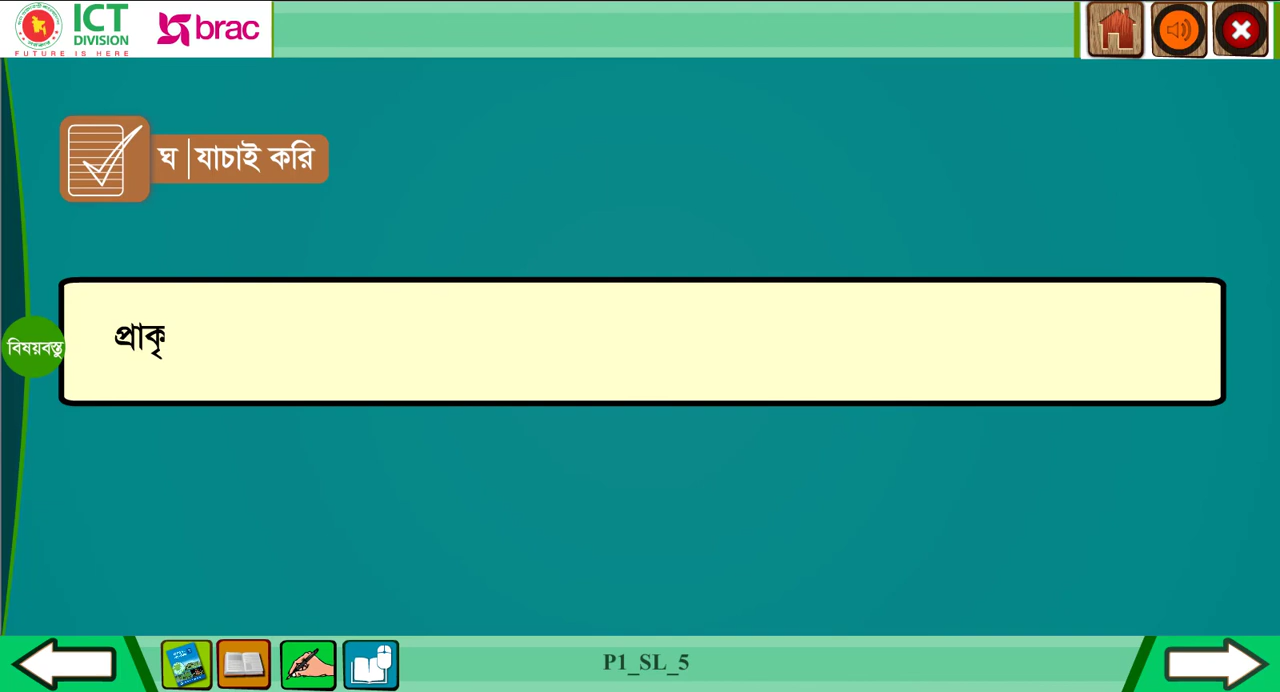 ICT
DIVISION
FUTURE IS HERE
brac
ঘ যাচাই করি
প্রাকৃ
বিষয়বস্তু
P1_SL_5